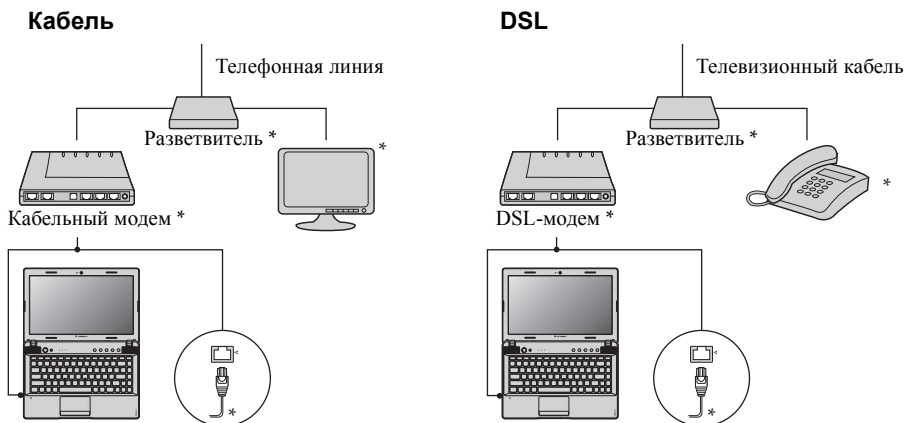 Кабель
Телефонная линия
Разветвитель *
*
Кабельный модем *
*
DSL
Телевизионный кабель
Разветвитель *
*
DSL-модем *
*